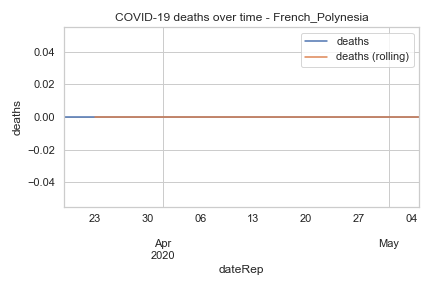 COVID-19 deaths over time - French_Polynesia
deaths
deaths (rolling)
deaths
0.04
0.02
0.00
−0.02
−0.04
23 30 06 13 20 27 04
Apr May
2020
dateRep